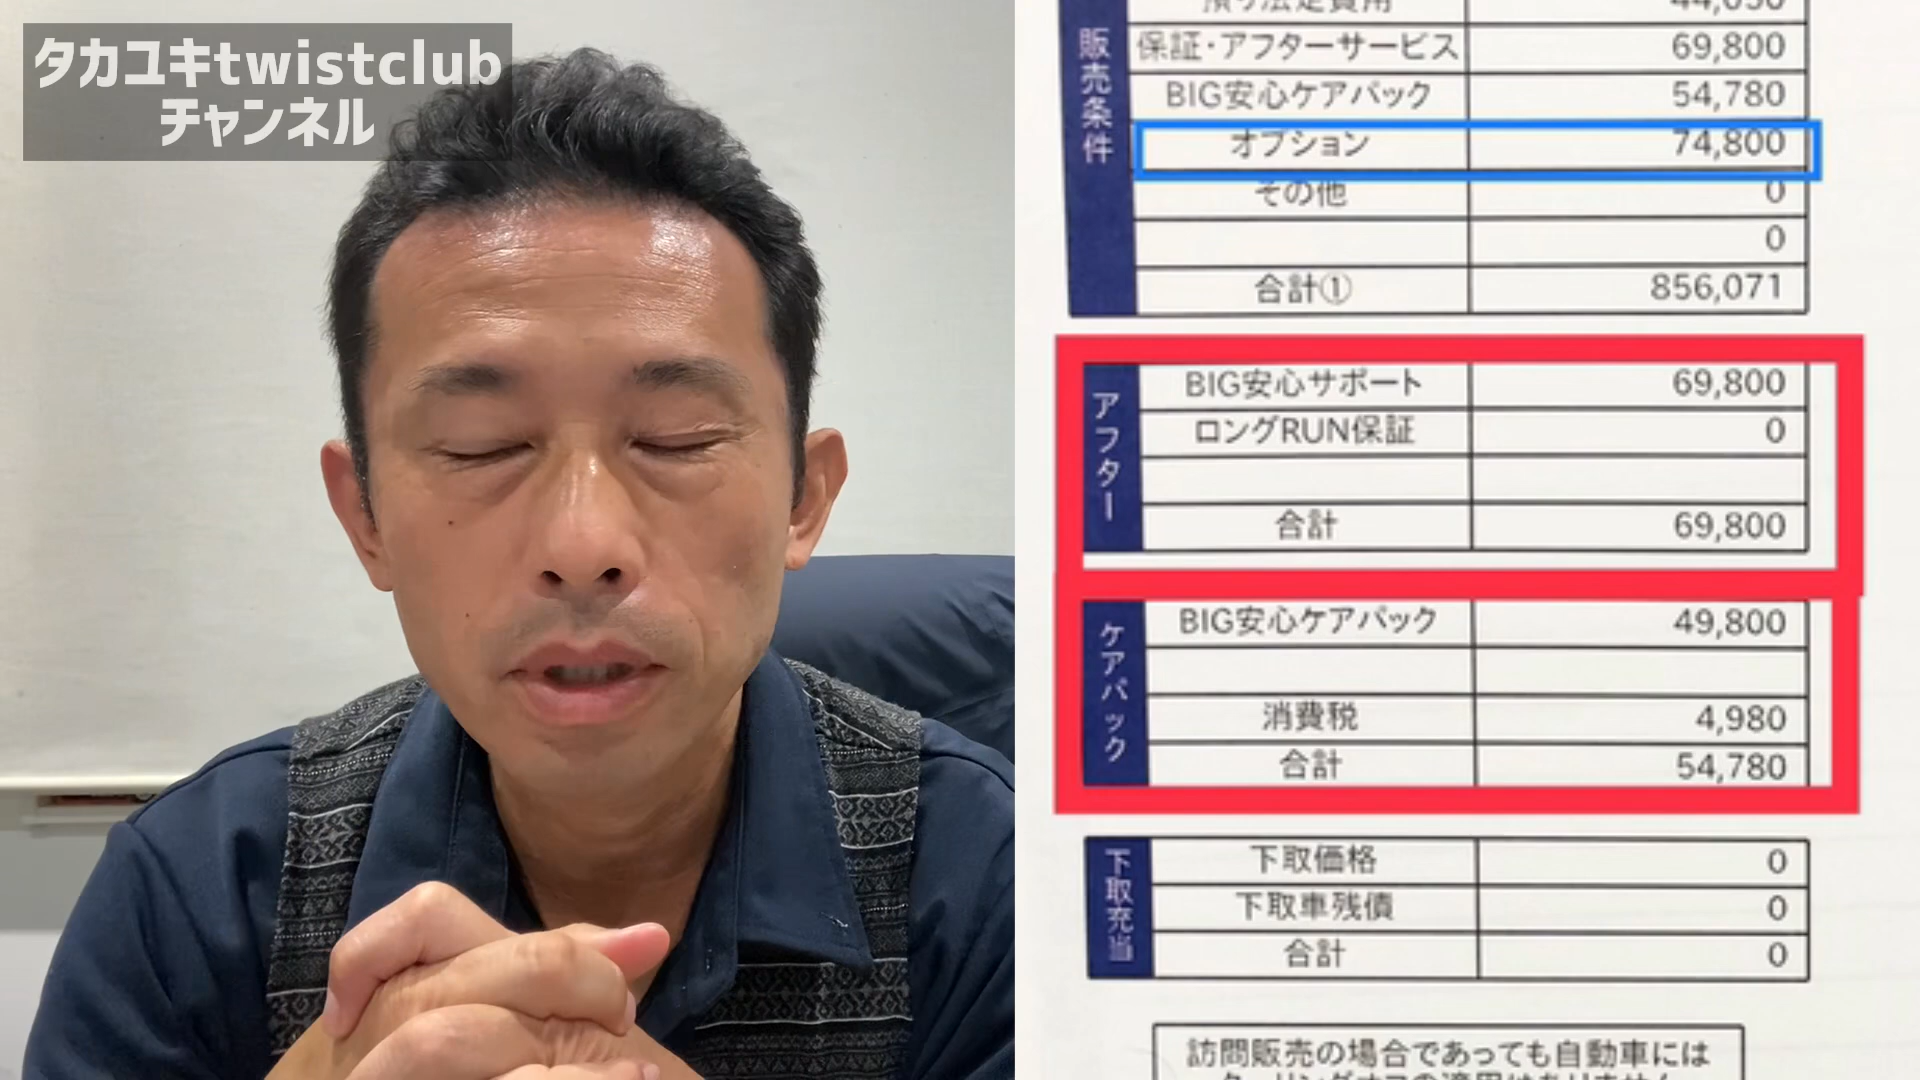 タカユキtwistclub
チャンネル
販売条件
預り法定費用
保証・アフターサービス 69,800
BIG安心ケアパック 54,780
オプション 74,800
その他 0
0
合計① 856,071
アフター
BIG安心サポート 69,800
ロングRUN保証 0
合計 69,800
ケアパック
BIG安心ケアパック 49,800
消費税 4,980
合計 54,780
下取充当
下取価格 0
下取車残債 0
合計 0
訪問販売の場合であっても自動車には